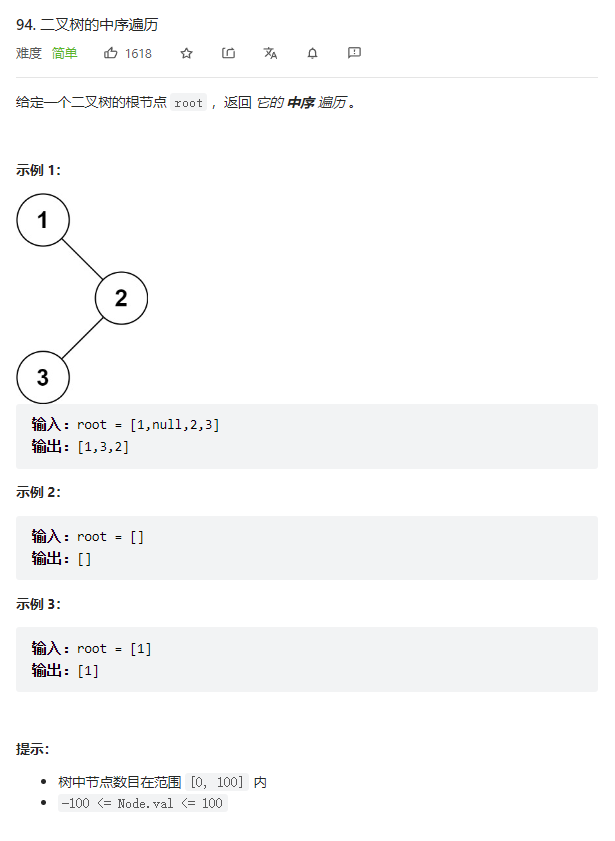 94. 二叉树的中序遍历
难度 简单 1618
给定一个二叉树的根节点 root ，返回 它的 中序 遍历 。
示例 1：
1
2
3
输入：root = [1,null,2,3]
输出：[1,3,2]
示例 2：
输入：root = []
输出：[]
示例 3：
输入：root = [1]
输出：[1]
提示：
• 树中节点数目在范围 [0, 100] 内
• -100 <= Node.val <= 100